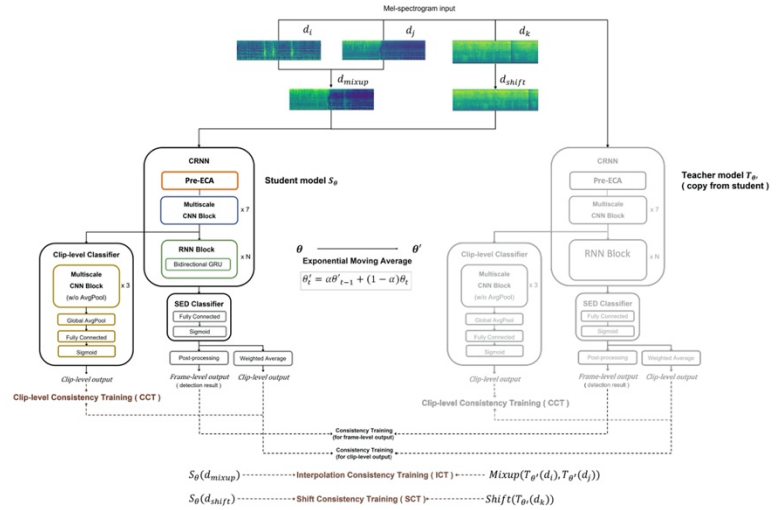 Mel-spectrogram input
d_i
d_j
d_k
d_mixup
d_shift
CRNN
Pre-ECA
Multiscale
CNN Block
x 7
RNN Block
Bidirectional GRU
x N
Student model S_θ
Clip-level Classifier
Multiscale
CNN Block
(w/o AvgPool)
x 3
Global AvgPool
Fully Connected
Sigmoid
SED Classifier
Fully Connected
Sigmoid
Post-processing
Weighted Average
Clip-level output
Frame-level output
(detection result)
Clip-level output
Clip-level Consistency Training ( CCT )
θ
θ′
Exponential Moving Average
θ′_t = αθ′_{t−1} + (1 − α)θ_t
CRNN
Pre-ECA
Multiscale
CNN Block
x 7
RNN Block
x N
Teacher model T_θ′
( copy from student )
Clip-level Classifier
Multiscale
CNN Block
(w/o AvgPool)
x 3
Global AvgPool
Fully Connected
Sigmoid
SED Classifier
Fully Connected
Sigmoid
Post-processing
Weighted Average
Clip-level output
Frame-level output
(detection result)
Clip-level output
Clip-level Consistency Training ( CCT )
Consistency Training
(for frame-level output)
Consistency Training
(for clip-level output)
S_θ(d_mixup)
Interpolation Consistency Training ( ICT )
Mixup(T_θ′(d_i),T_θ′(d_j))
S_θ(d_shift)
Shift Consistency Training ( SCT )
Shift(T_θ′(d_k))